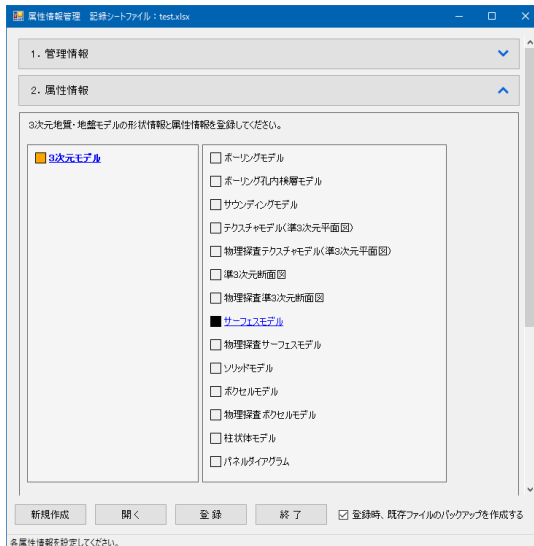 属性情報管理 記録シートファイル：test.xlsx
1. 管理情報
2. 属性情報
3次元地質・地盤モデルの形状情報と属性情報を登録してください。
3次元モデル
ボーリングモデル
ボーリング孔内検層モデル
サウンディングモデル
テクスチャモデル(準3次元平面図)
物理探査テクスチャモデル(準3次元平面図)
準3次元断面図
物理探査準3次元断面図
サーフェスモデル
物理探査サーフェスモデル
ソリッドモデル
ボクセルモデル
物理探査ボクセルモデル
柱状体モデル
パネルダイアグラム
新規作成 開く 登録 終了 登録時、既存ファイルのバックアップを作成する
各属性情報を設定してください。